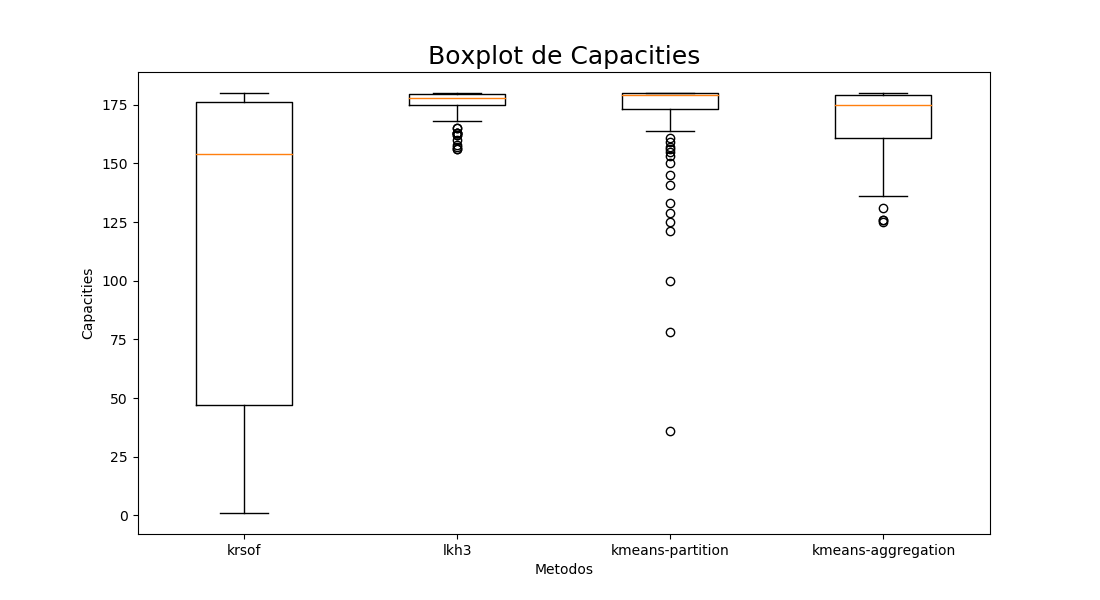 Boxplot de Capacities
Capacities
175
150
125
100
75
50
25
0
krsof
lkh3
kmeans-partition
kmeans-aggregation
Metodos